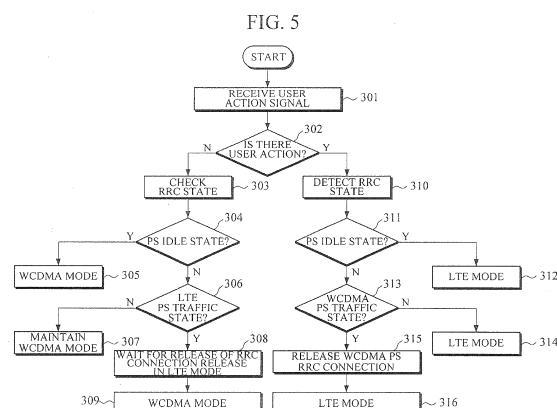 FIG. 5
START
RECEIVE USER
ACTION SIGNAL
301
302
IS THERE
USER ACTION?
N
Y
CHECK
RRC STATE
303
DETECT RRC
STATE
310
304
PS IDLE STATE?
Y
N
311
PS IDLE STATE?
Y
N
WCDMA MODE
305
LTE MODE
312
306
LTE
PS TRAFFIC
STATE?
N
Y
313
WCDMA
PS TRAFFIC
STATE?
N
Y
MAINTAIN
WCDMA MODE
307
LTE MODE
314
308
WAIT FOR RELEASE OF RRC
CONNECTION RELEASE
IN LTE MODE
315
RELEASE WCDMA PS
RRC CONNECTION
309
WCDMA MODE
LTE MODE
316